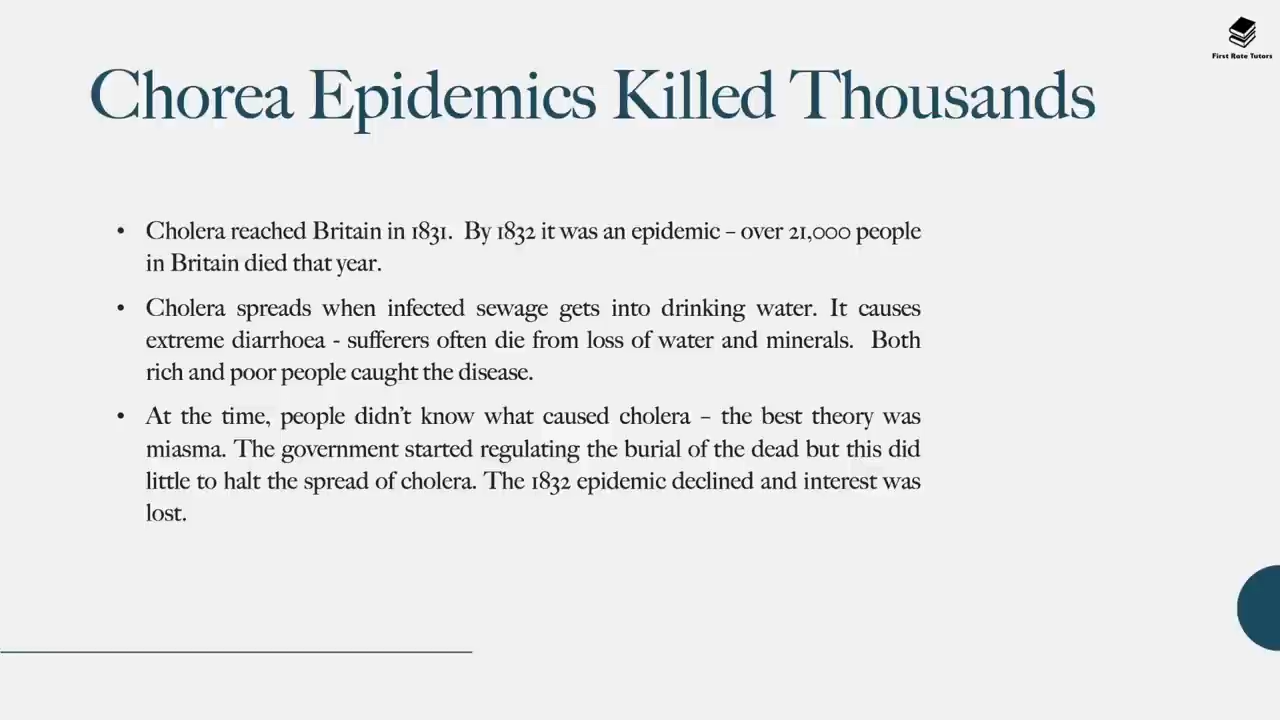 First Rate Tutors
Chorea Epidemics Killed Thousands
• Cholera reached Britain in 1831.  By 1832 it was an epidemic – over 21,000 people
in Britain died that year.
• Cholera spreads when infected sewage gets into drinking water. It causes
extreme diarrhoea - sufferers often die from loss of water and minerals.  Both
rich and poor people caught the disease.
• At the time, people didn't know what caused cholera – the best theory was
miasma. The government started regulating the burial of the dead but this did
little to halt the spread of cholera. The 1832 epidemic declined and interest was
lost.